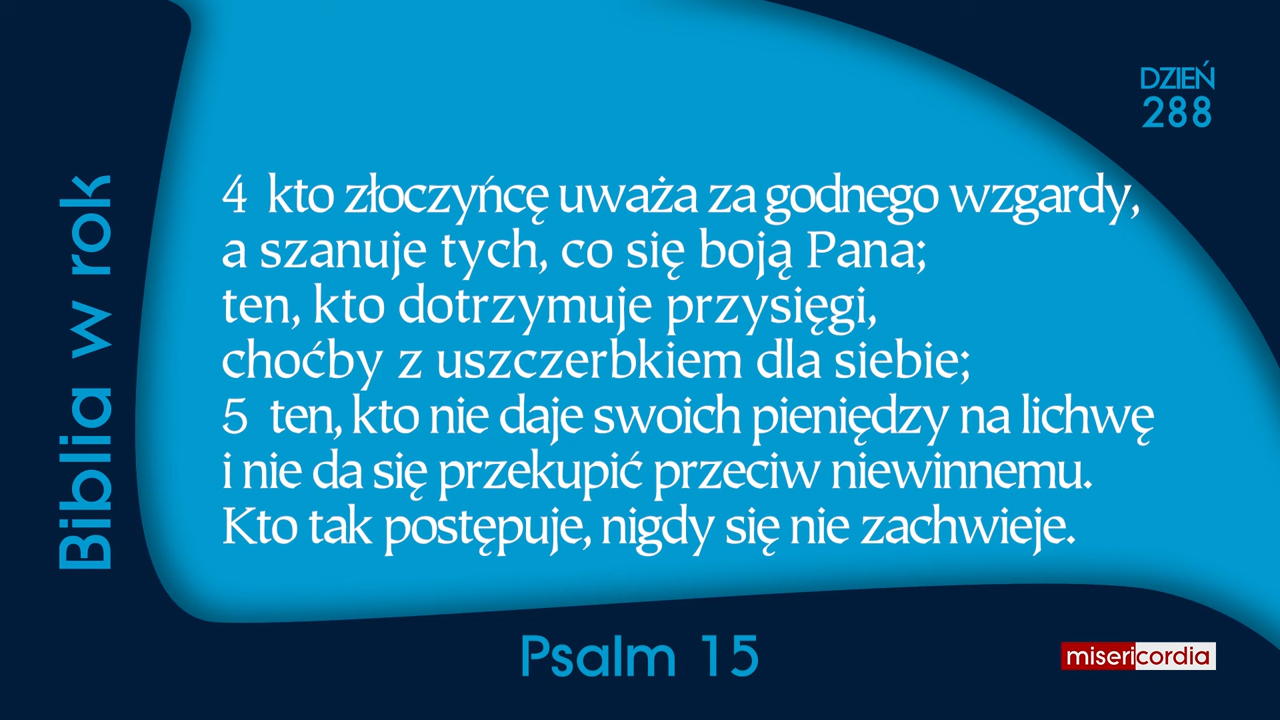 DZIEŃ
288
Biblia w rok
4 kto złoczyńcę uważa za godnego wzgardy,
a szanuje tych, co się boją Pana;
ten, kto dotrzymuje przysięgi,
choćby z uszczerbkiem dla siebie;
5 ten, kto nie daje swoich pieniędzy na lichwę
i nie da się przekupić przeciw niewinnemu.
Kto tak postępuje, nigdy się nie zachwieje.
Psalm 15
misericordia